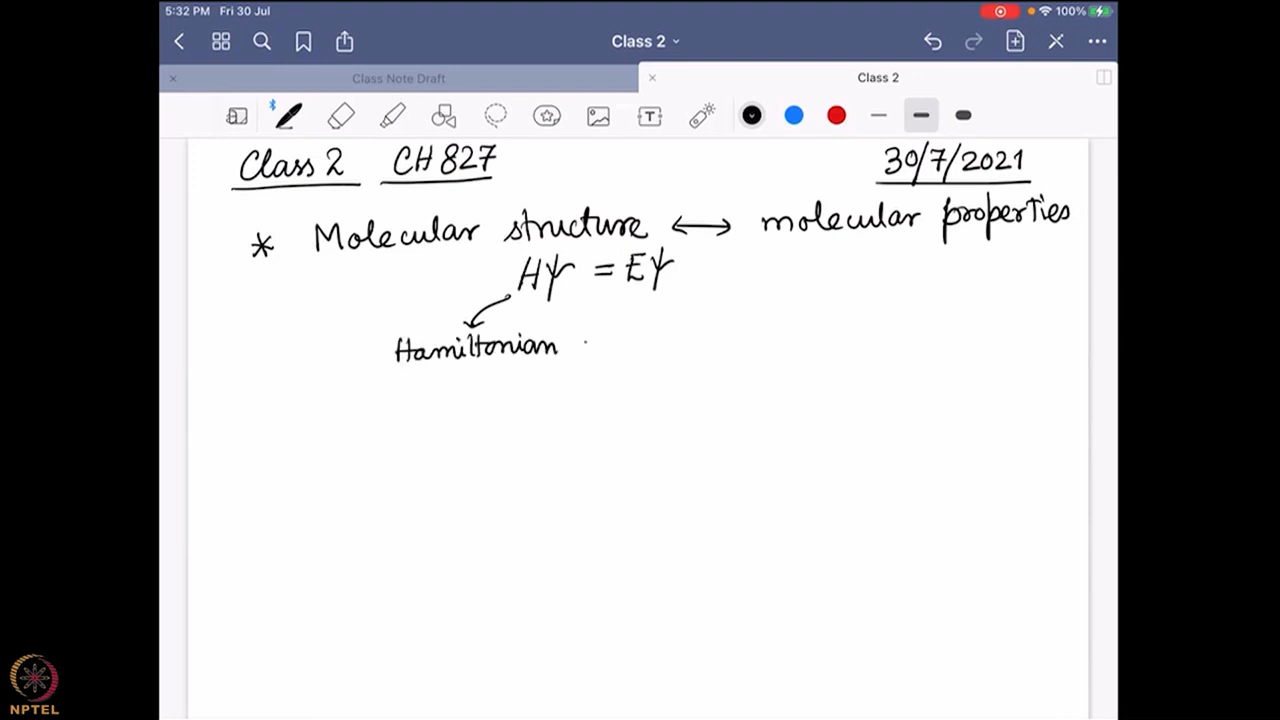 5:32 PM Fri 30 Jul 100%
Class 2
Class Note Draft Class 2
T
Class 2 CH 827 30/7/2021
* Molecular structure ↔ molecular properties
Hψ = Eψ
Hamiltonian
NPTEL